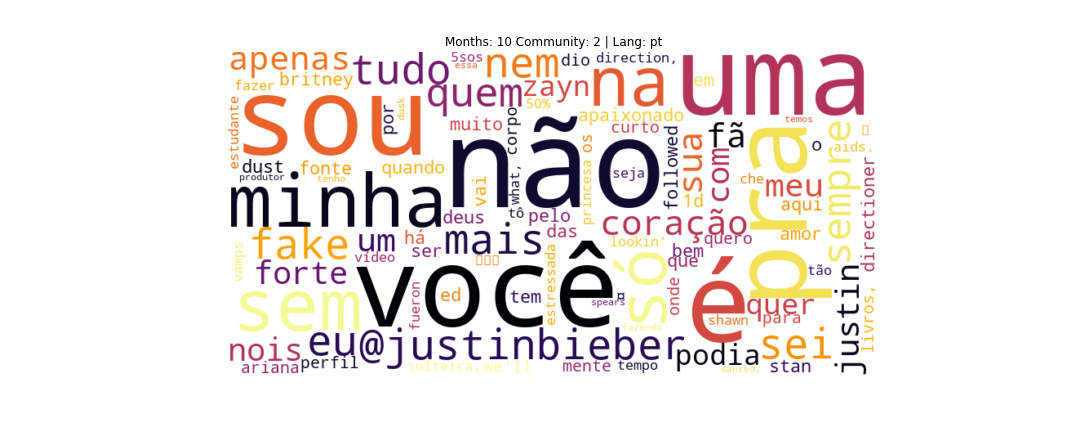 Months: 10 Community: 2 | Lang: pt
apenas tudo 5sos essa nem dio direction, na uma
fazer britney quem zayn 50% em
estudante sou por dusk muito apaixonado curto fã temos
dust fonte quando corpo não princesa os seja followed sua com pra sempre o aids.
produtor tenho minha vai what, 1d che meu aqui directioner
deus tô pelo coração amor
fake um há ser mais das lookin' bem quero
vamps forte vídeo que tão
sem você estressada só onde é quer
fueron ed tem ¤ spears shawn para livros,
nois eu@justinbieber fazendo podia sei justin
ariana perfil solteira, we'll mente tempo wanted, stan